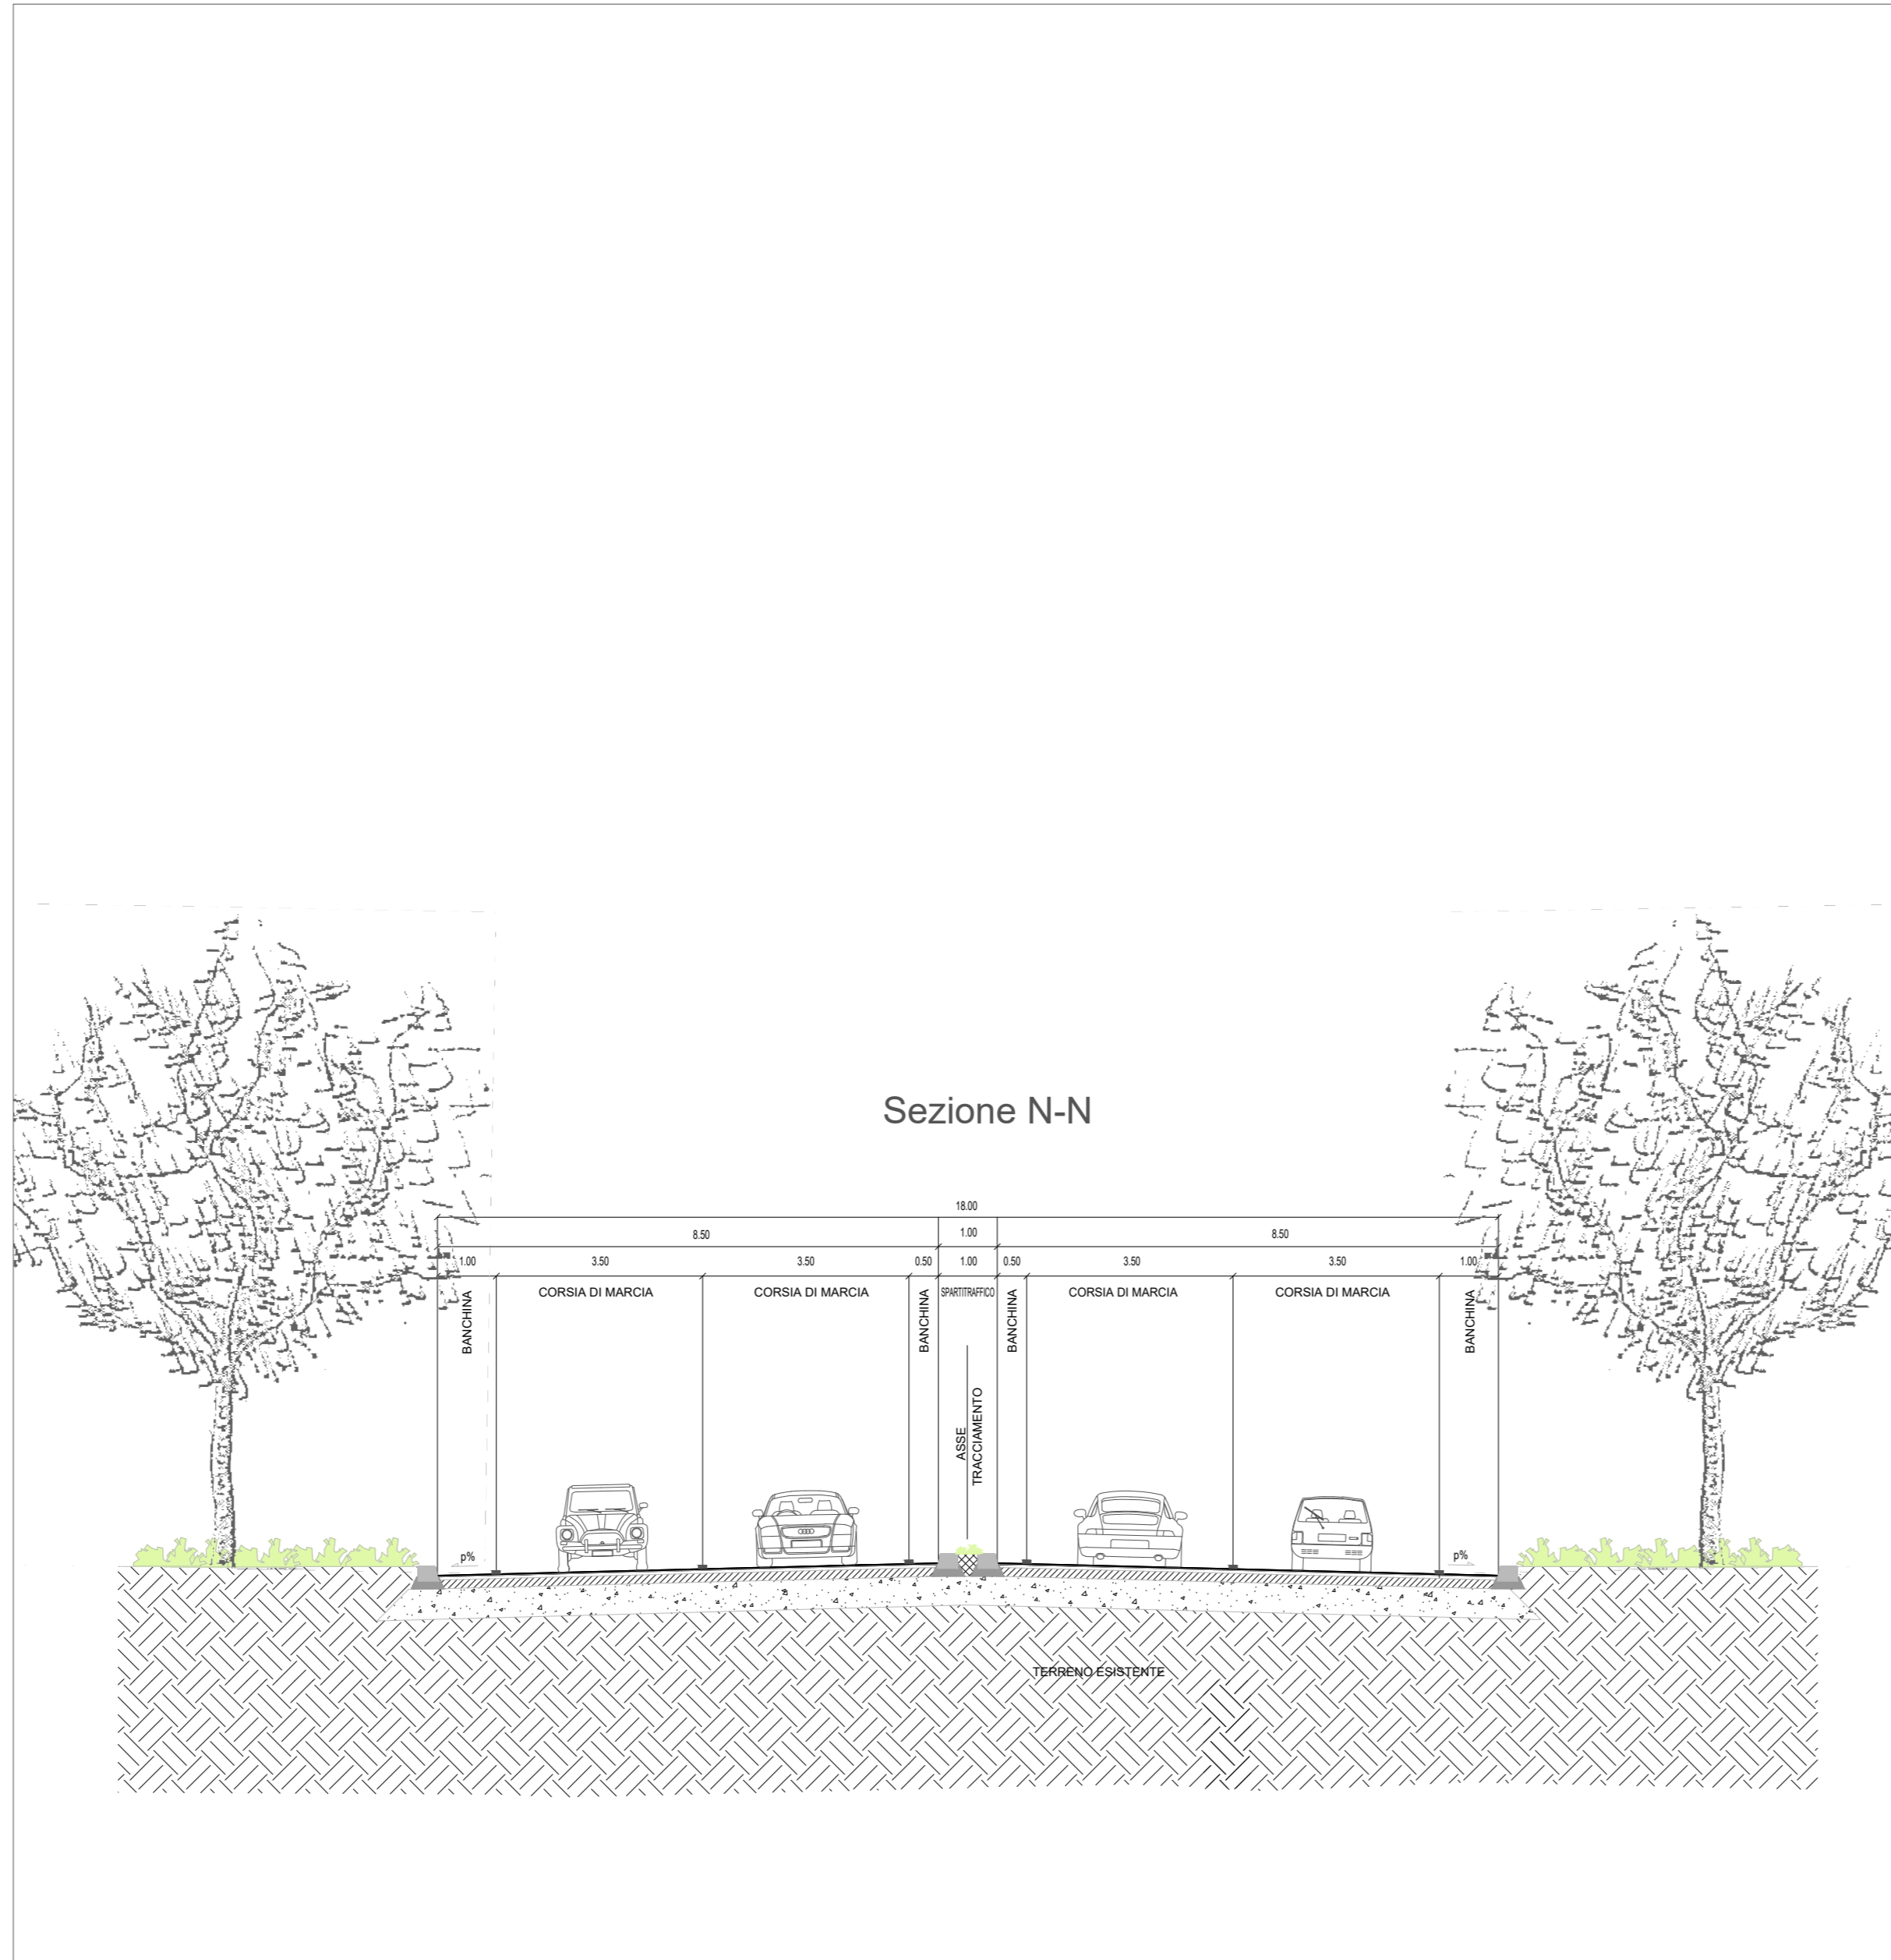 Sezione N-N
18.00
8.50 1.00 8.50
1.00 3.50 3.50 0.50 1.00 0.50 3.50 3.50 1.00
BANCHINA CORSIA DI MARCIA CORSIA DI MARCIA BANCHINA SPARTITRAFFICO BANCHINA CORSIA DI MARCIA CORSIA DI MARCIA BANCHINA
ASSE
TRACCIAMENTO
p% p%
TERRENO ESISTENTE